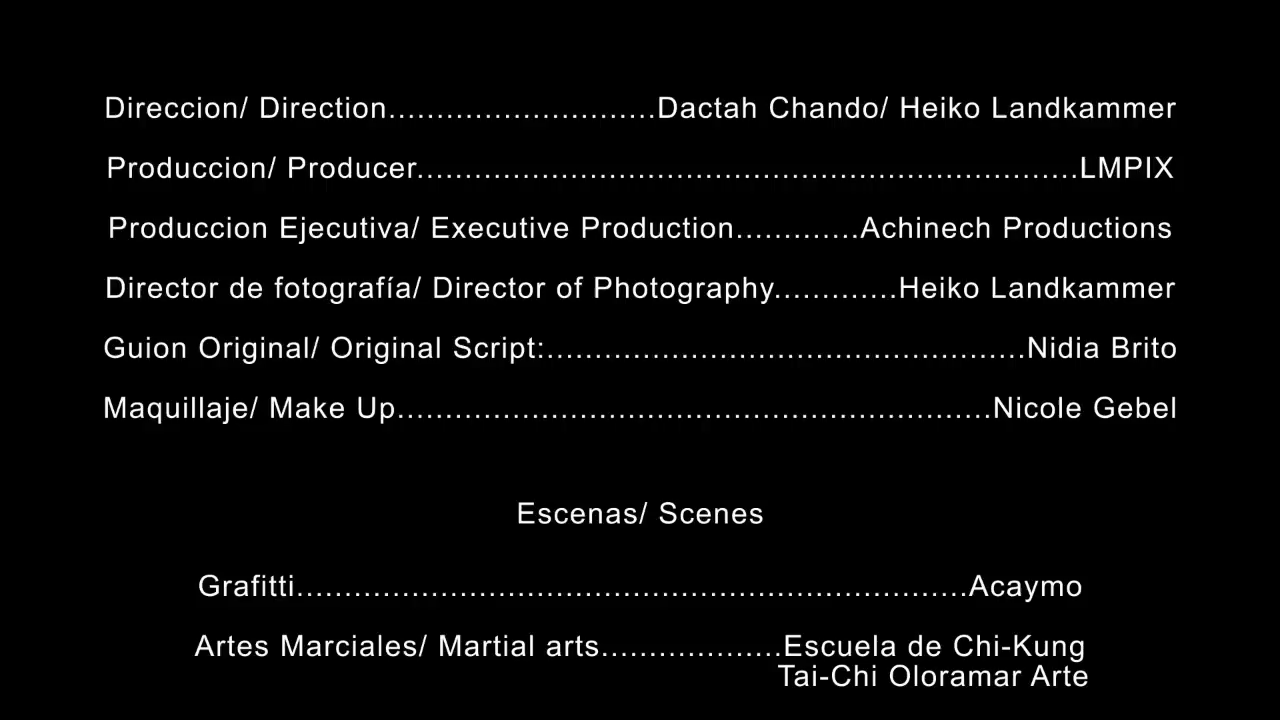 Direccion/ Direction............................Dactah Chando/ Heiko Landkammer
Produccion/ Producer.....................................................................LMPIX
Produccion Ejecutiva/ Executive Production.............Achinech Productions
Director de fotografía/ Director of Photography.............Heiko Landkammer
Guion Original/ Original Script:..................................................Nidia Brito
Maquillaje/ Make Up..............................................................Nicole Gebel
Escenas/ Scenes
Grafitti......................................................................Acaymo
Artes Marciales/ Martial arts...................Escuela de Chi-Kung
Tai-Chi Oloramar Arte